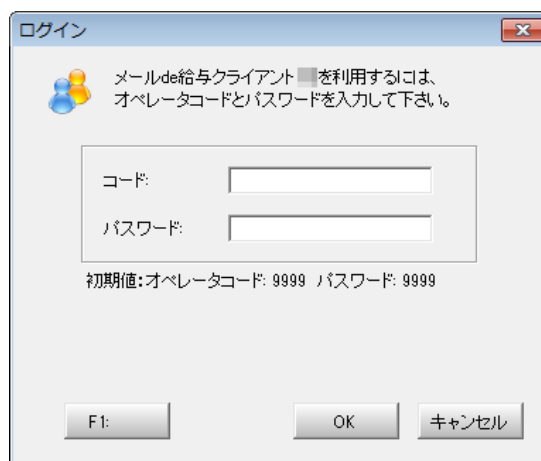 ログイン
メールde給与クライアント を利用するには、
オペレータコードとパスワードを入力して下さい。
コード:
パスワード:
初期値：オペレータコード: 9999 パスワード: 9999
F1:
OK
キャンセル